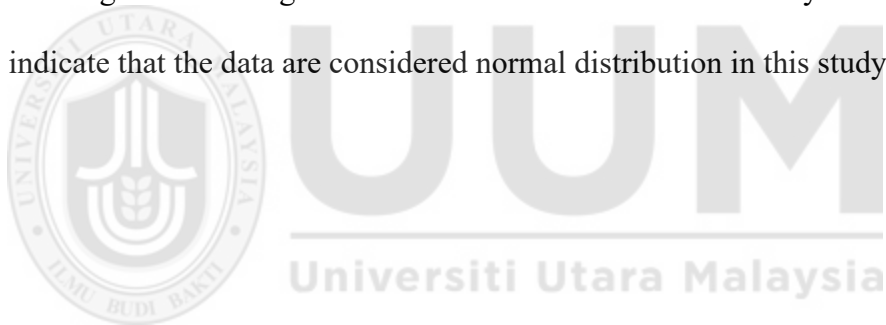 indicate that the data are considered normal distribution in this study
UNIVERSITI UTARA MALAYSIA
UUM
Universiti Utara Malaysia
ILMU BUDI BAKTI